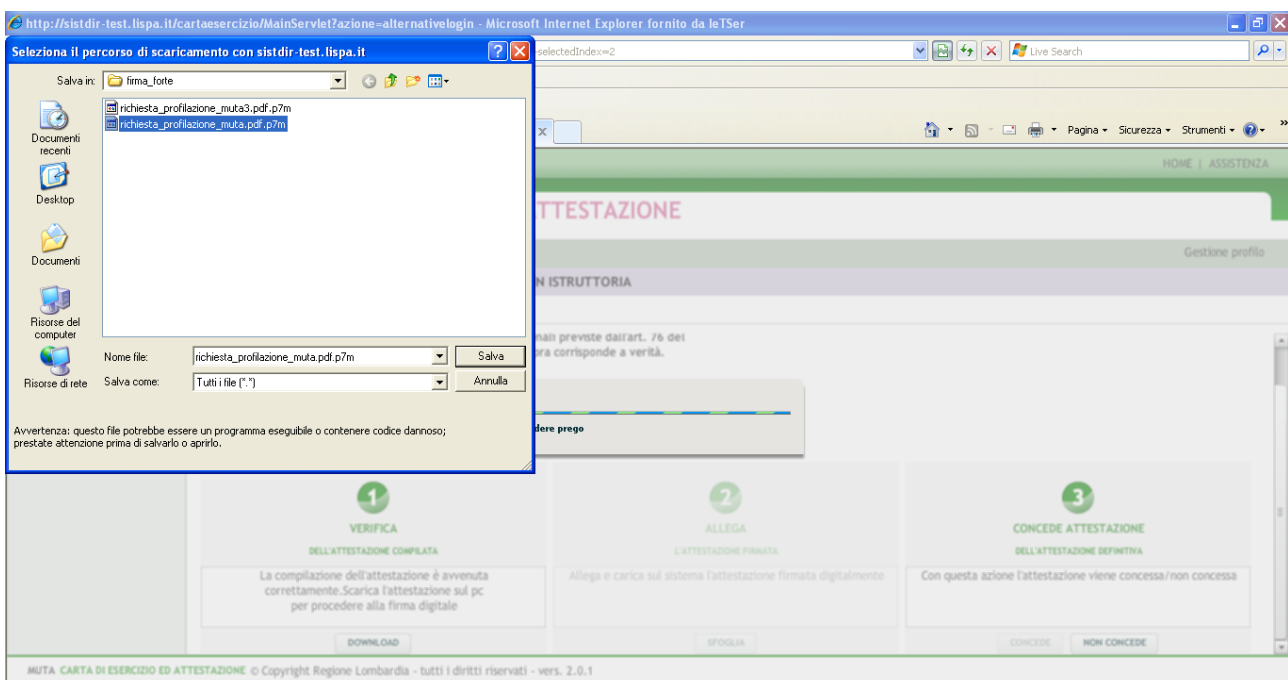 http://sistdir-test.lispa.it/cartaesercizio/MainServlet?azione=alternativelogin - Microsoft Internet Explorer fornito da IeTSer
Seleziona il percorso di scaricamento con sistdir-test.lispa.it
selectedIndex=2
Live Search
Salva in:
firma_forte
richiesta_profilazione_muta3.pdf.p7m
richiesta_profilazione_muta.pdf.p7m
Documenti recenti
Desktop
Documenti
Risorse del computer
Risorse di rete
Nome file:
richiesta_profilazione_muta.pdf.p7m
Salva
Salva come:
Tutti i file (*.*)
Annulla
Avvertenza: questo file potrebbe essere un programma eseguibile o contenere codice dannoso;
prestate attenzione prima di salvarlo o aprirlo.
Pagina
Sicurezza
Strumenti
HOME | ASSISTENZA
TTESTAZIONE
Gestione profilo
N ISTRUTTORIA
nali previste dall'art. 76 del
ora corrisponde a verità.
dere prego
1
VERIFICA
DELL'ATTESTAZIONE COMPILATA
La compilazione dell'attestazione è avvenuta
correttamente.Scarica l'attestazione sul pc
per procedere alla firma digitale
DOWNLOAD
2
ALLEGA
L'ATTESTAZIONE FIRMATA
Allega e carica sul sistema l'attestazione firmata digitalmente
SFOGLIA
3
CONCEDE ATTESTAZIONE
DELL'ATTESTAZIONE DEFINITIVA
Con questa azione l'attestazione viene concessa/non concessa
CONCEDE
NON CONCEDE
MUTA CARTA DI ESERCIZIO ED ATTESTAZIONE © Copyright Regione Lombardia - tutti i diritti riservati - vers. 2.0.1